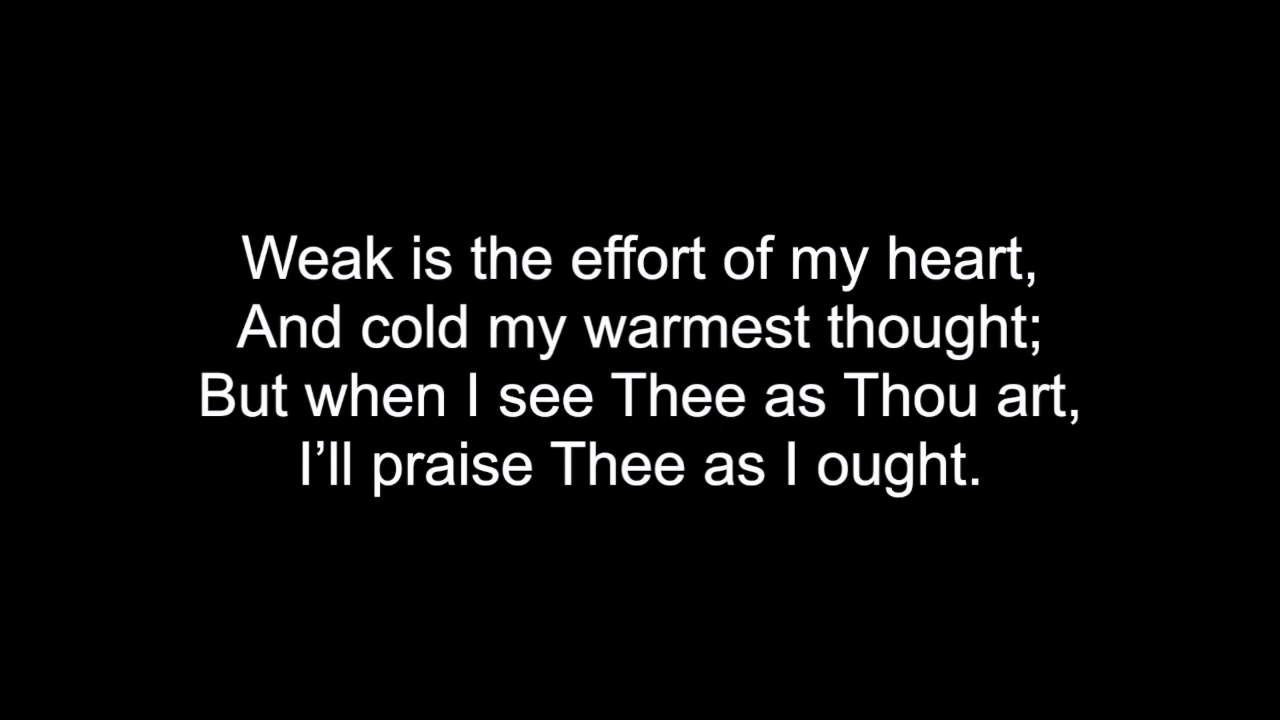 Weak is the effort of my heart,
And cold my warmest thought;
But when I see Thee as Thou art,
I’ll praise Thee as I ought.